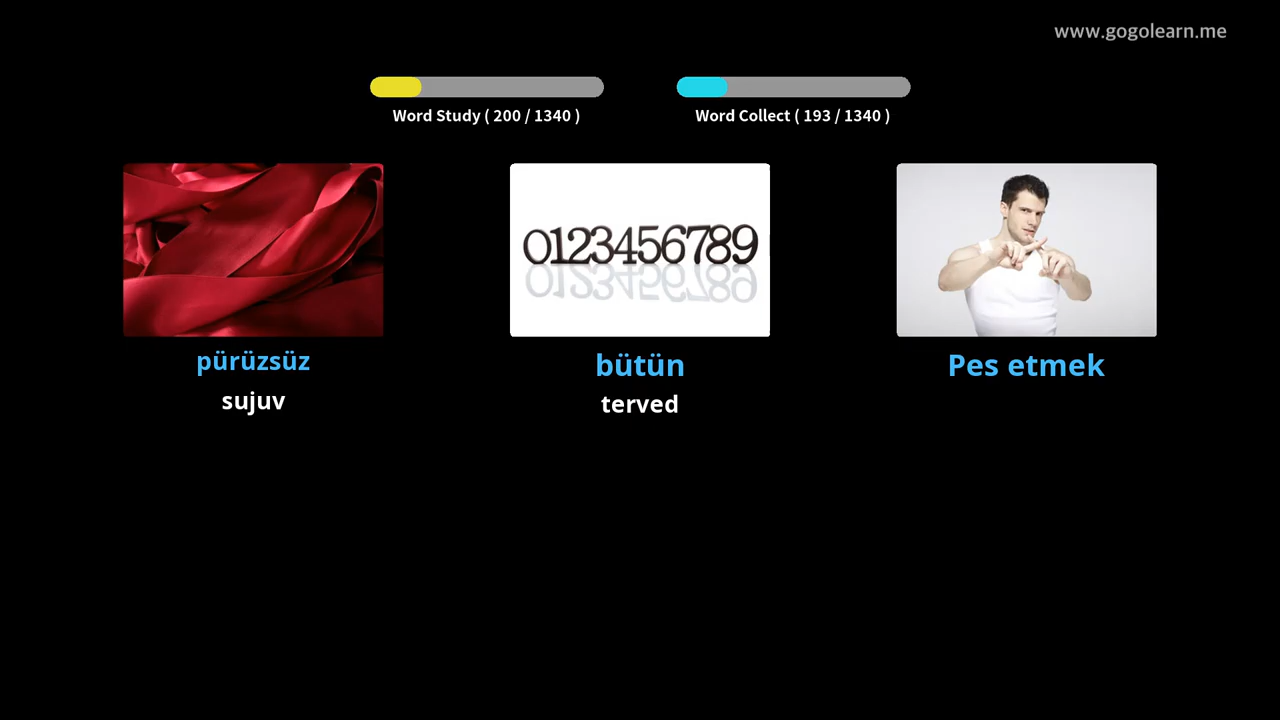 www.gogolearn.me
Word Study ( 200 / 1340 )
Word Collect ( 193 / 1340 )
0123456789
pürüzsüz
bütün
Pes etmek
sujuv
terved